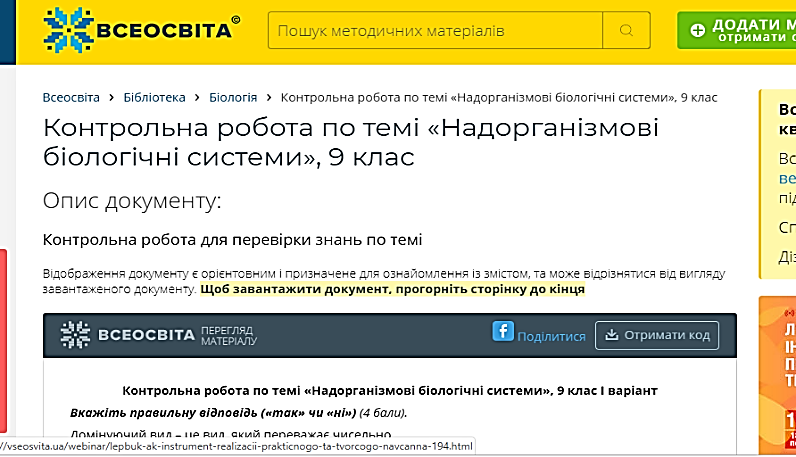 ВСЕОСВІТА©
Пошук методичних матеріалів
ДОДАТИ М
отримати с
Всеосвіта > Бібліотека > Біологія > Контрольна робота по темі «Надорганізмові біологічні системи», 9 клас
Контрольна робота по темі «Надорганізмові
біологічні системи», 9 клас
Опис документу:
Контрольна робота для перевірки знань по темі
Відображення документу є орієнтовним і призначене для ознайомлення із змістом, та може відрізнятися від вигляду
завантаженого документу. Щоб завантажити документ, прогорніть сторінку до кінця
ВСЕОСВІТА ПЕРЕГЛЯД
МАТЕРІАЛУ
Поділитися
Отримати код
Контрольна робота по темі «Надорганізмові біологічні системи», 9 клас І варіант
Вкажіть правильну відповідь («так» чи «ні») (4 бали).
Домінуючий вид – це вид, який переважає чисельно
//vseosvita.ua/webinar/lepbuk-ak-instrument-realizacii-prakticnogo-ta-tvorcogo-navcanna-194.html
Вс
кв
Вс
ве
під
Сп
Ді